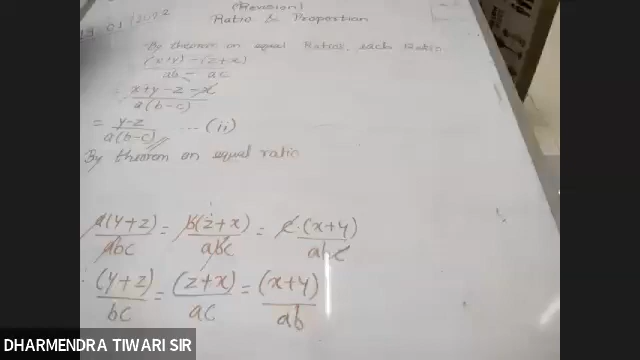 (Revision)
Ratio & Proportion
By theorem on equal Ratios, each Ratio
(x+y) - (z+x)
ab - ac
= x+y-z-x
a(b-c)
= y-z
a(b-c) ... (ii)
By theorem on equal ratio
a(y+z) = b(z+x) = c·(x+y)
abc abc abc
(y+z) = (z+x) = (x+y)
bc ac ab
DHARMENDRA TIWARI SIR